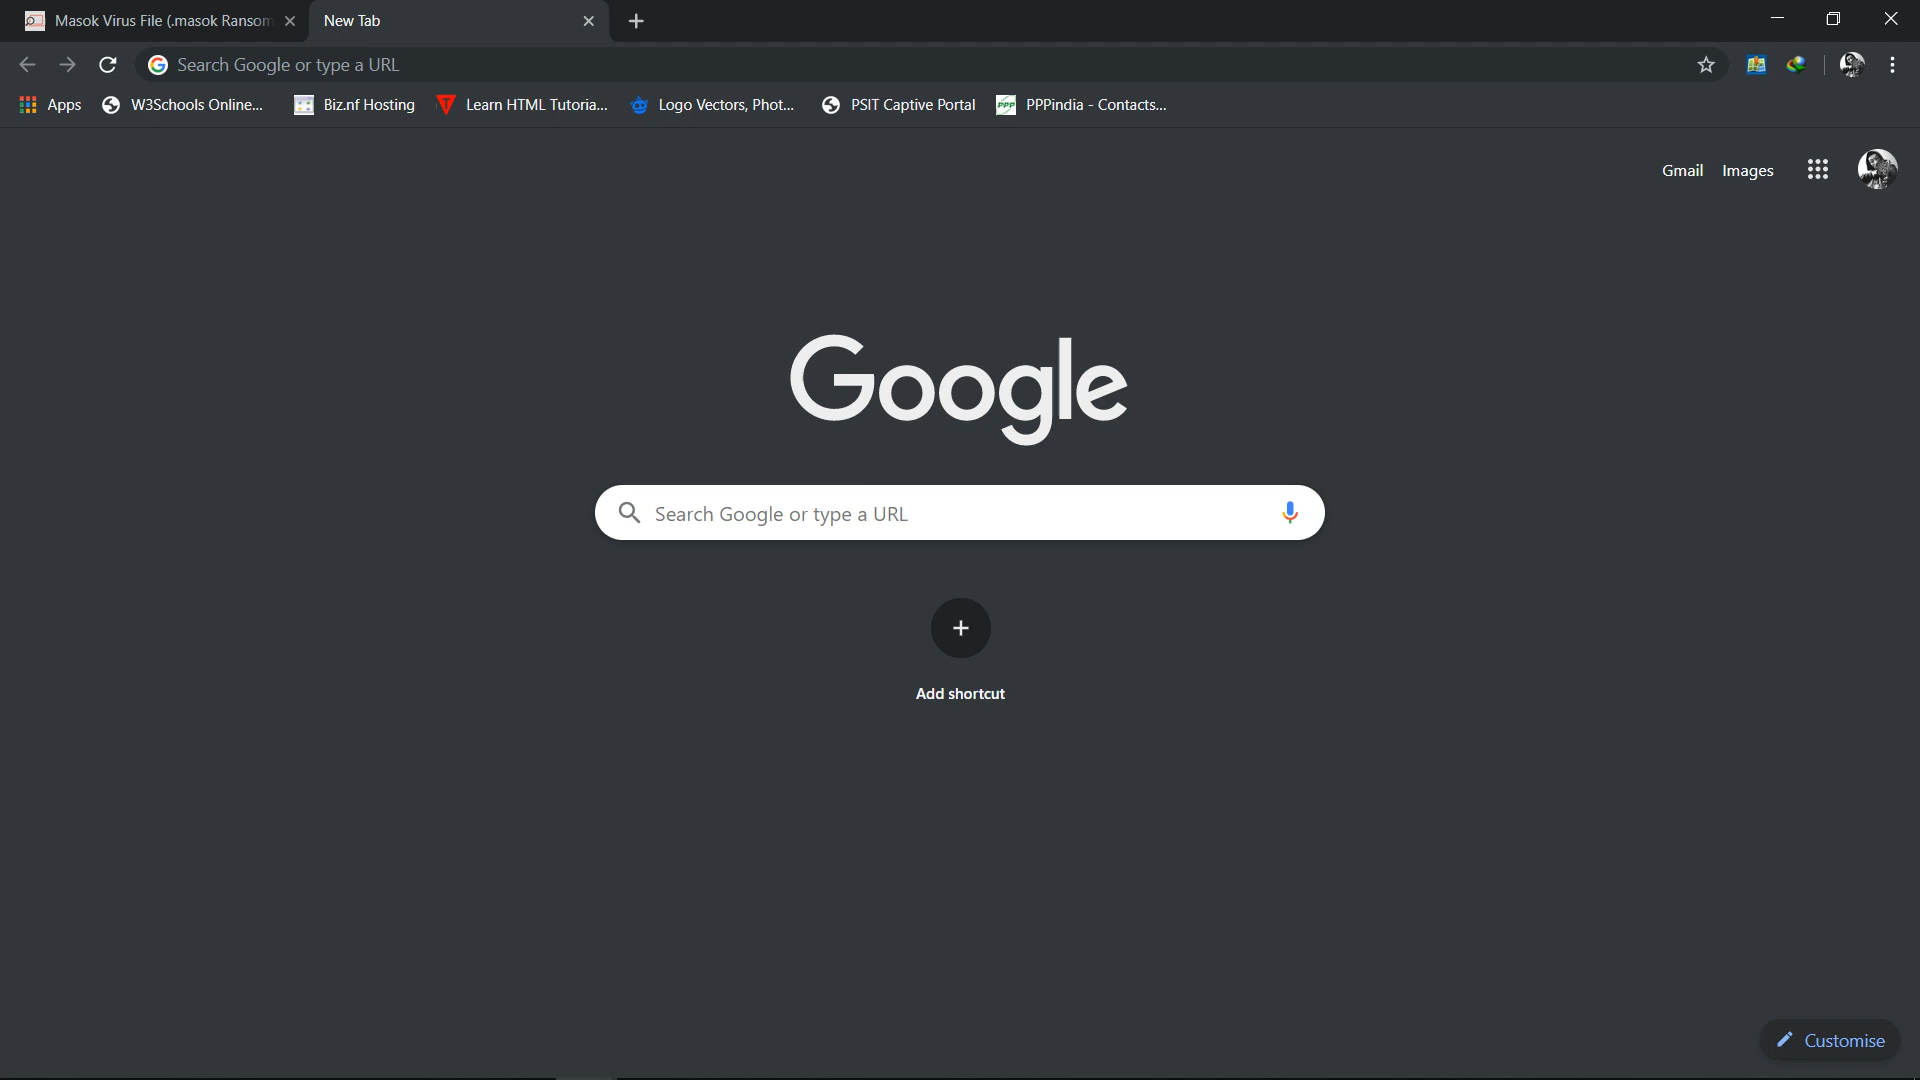 Masok Virus File (.masok Ransom
New Tab
Search Google or type a URL
Apps
W3Schools Online...
Biz.nf Hosting
Learn HTML Tutoria...
Logo Vectors, Phot...
PSIT Captive Portal
PPP
PPPindia - Contacts...
Gmail
Images
Google
Search Google or type a URL
Add shortcut
Customise